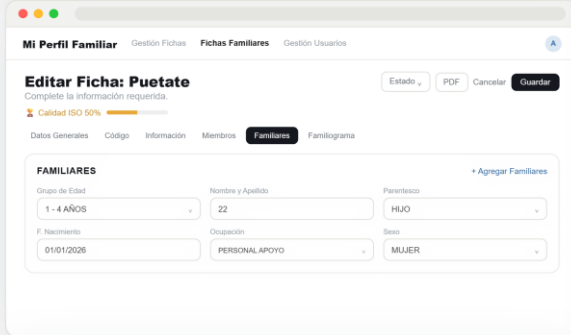 Mi Perfil Familiar Gestión Fichas Fichas Familiares Gestión Usuarios A
Editar Ficha: Puetate Estado PDF Cancelar Guardar
Complete la información requerida.
Calidad ISO 50%
Datos Generales Código Información Miembros Familiares Familiograma
FAMILIARES + Agregar Familiares
Grupo de Edad Nombre y Apellido Parentesco
1 - 4 AÑOS 22 HIJO
F. Nacimiento Ocupación Sexo
01/01/2026 PERSONAL APOYO MUJER